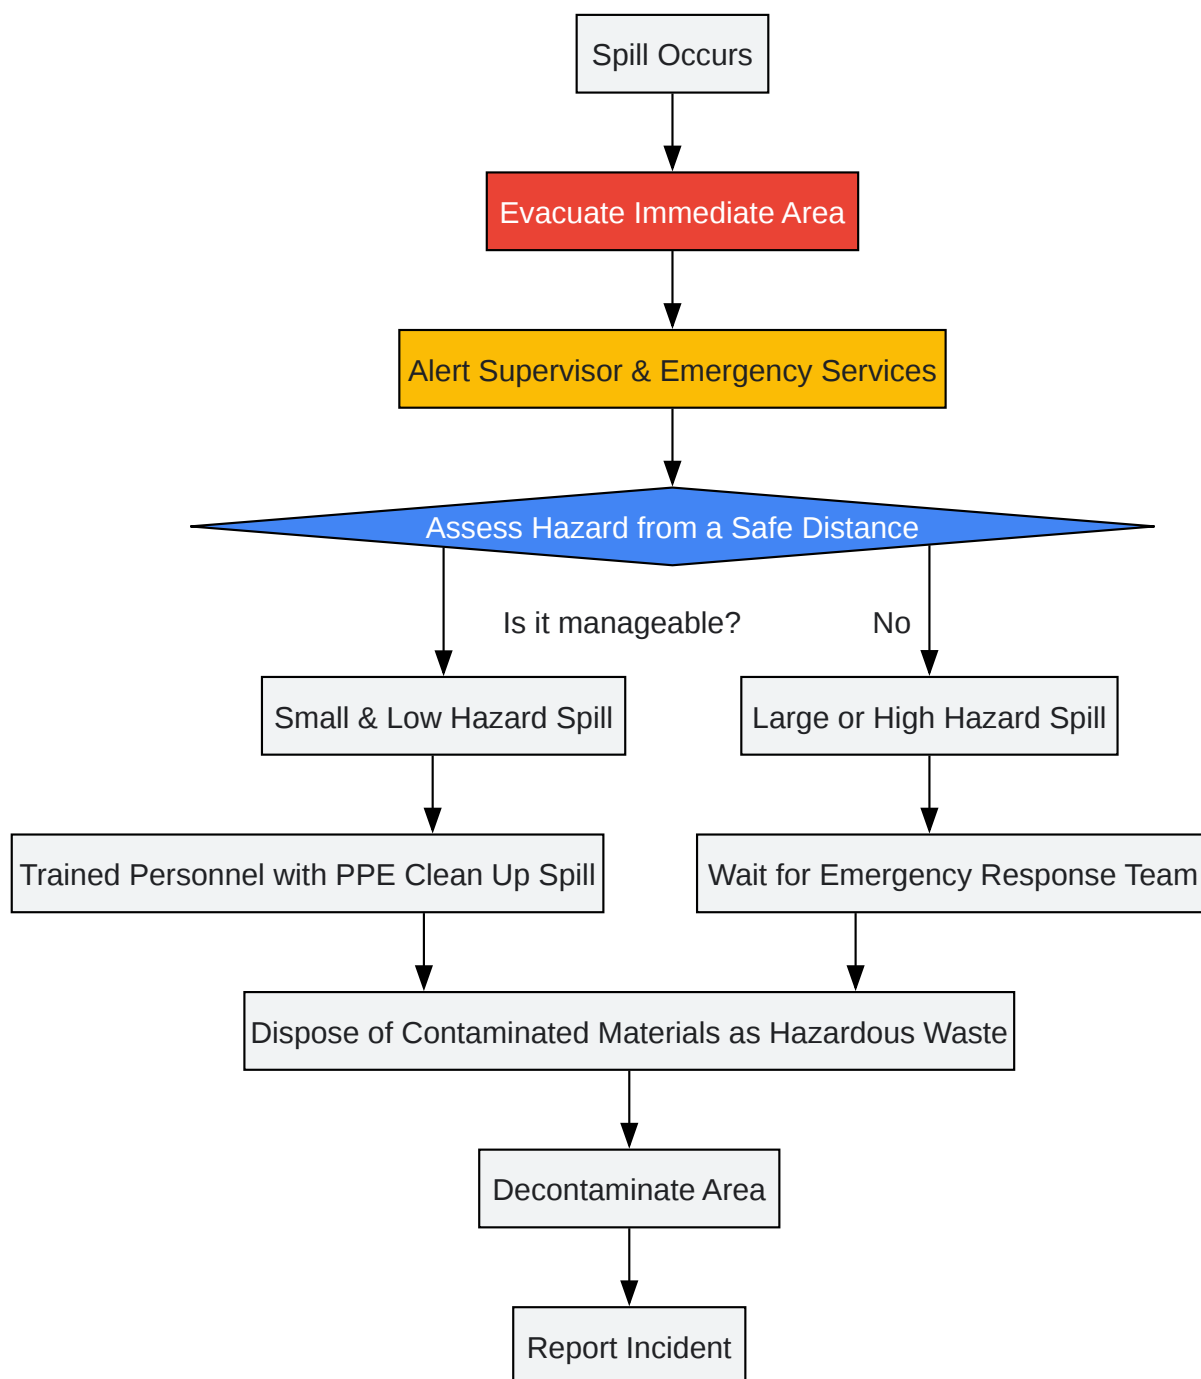 Spill Occurs
Evacuate Immediate Area
Alert Supervisor & Emergency Services
Assess Hazard from a Safe Distance
Is it manageable?
No
Small & Low Hazard Spill
Large or High Hazard Spill
Trained Personnel with PPE Clean Up Spill
Wait for Emergency Response Team
Dispose of Contaminated Materials as Hazardous Waste
Decontaminate Area
Report Incident